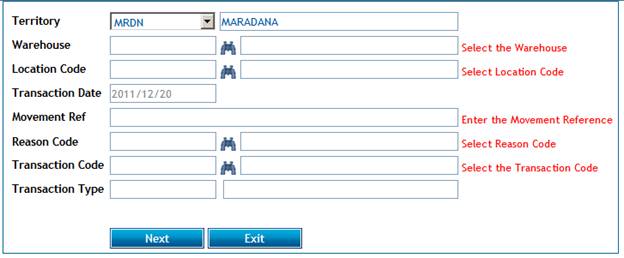 Territory MRDN MARADANA
Warehouse Select the Warehouse
Location Code Select Location Code
Transaction Date 2011/12/20
Movement Ref Enter the Movement Reference
Reason Code Select Reason Code
Transaction Code Select the Transaction Code
Transaction Type
Next Exit